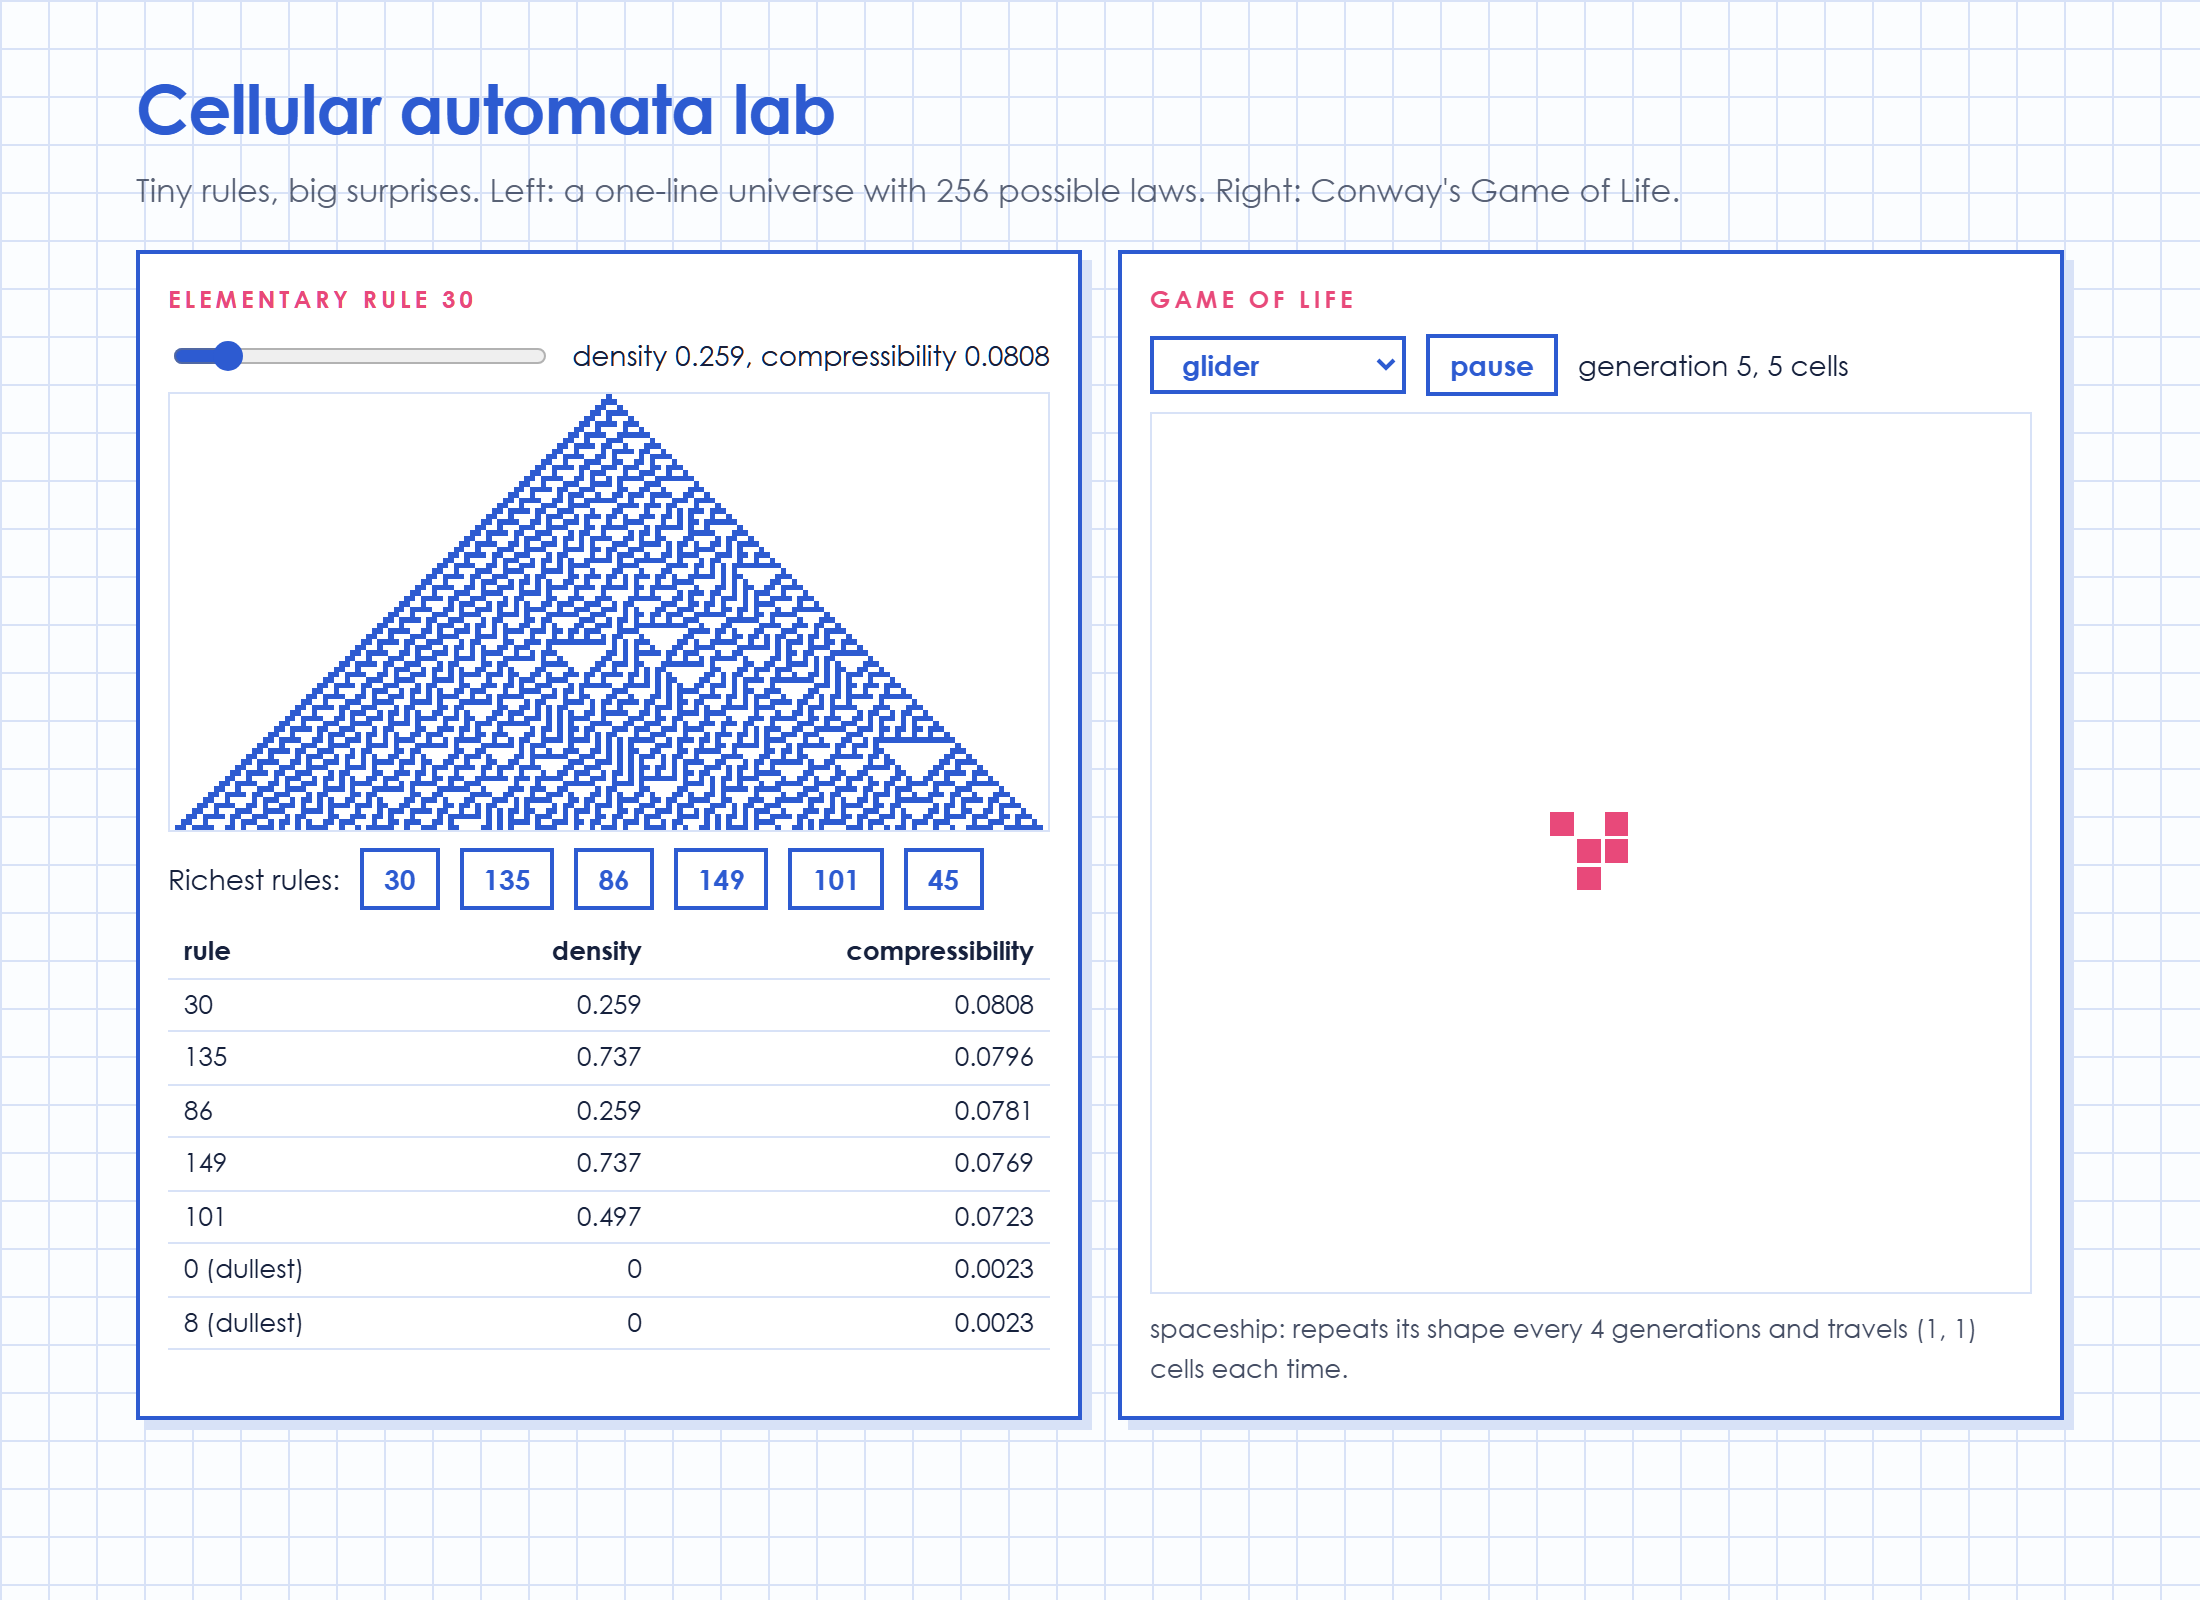 Cellular automata lab
Tiny rules, big surprises. Left: a one-line universe with 256 possible laws. Right: Conway's Game of Life.
ELEMENTARY RULE 30
density 0.259, compressibility 0.0808
Richest rules: 30 135 86 149 101 45
rule density compressibility
30 0.259 0.0808
135 0.737 0.0796
86 0.259 0.0781
149 0.737 0.0769
101 0.497 0.0723
0 (dullest) 0 0.0023
8 (dullest) 0 0.0023
GAME OF LIFE
glider pause generation 5, 5 cells
spaceship: repeats its shape every 4 generations and travels (1, 1)
cells each time.